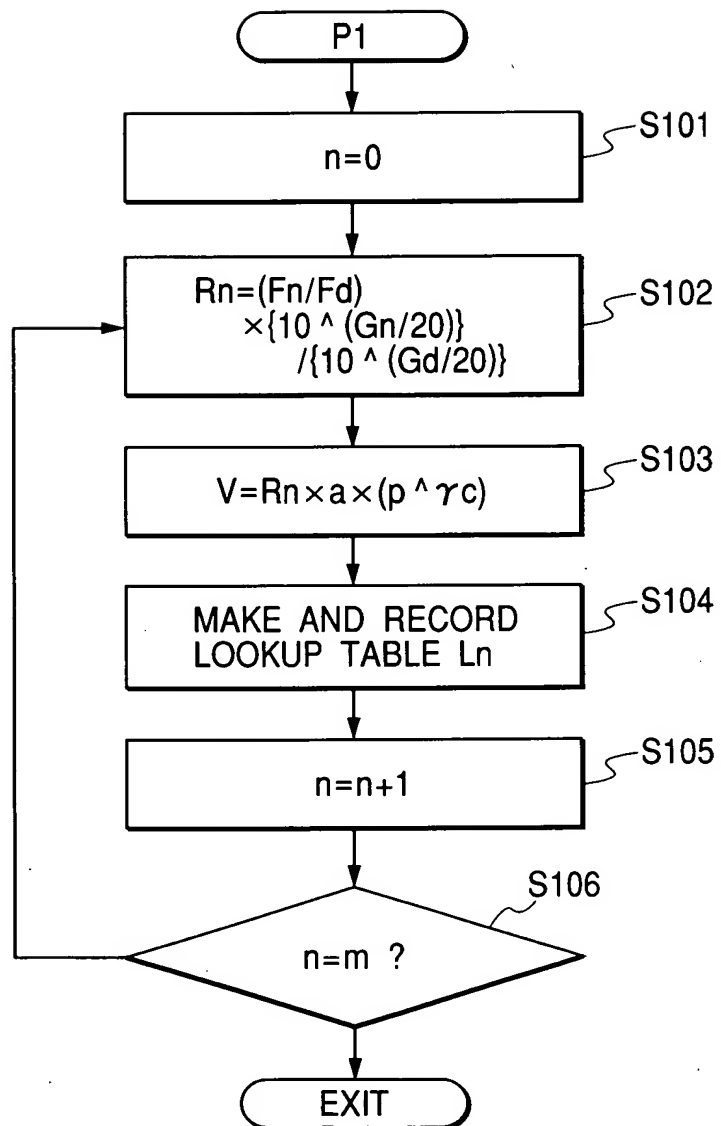 P1
S101
n=0
S102
Rn=(Fn/Fd)
×{10 ^ (Gn/20)}
/{10 ^ (Gd/20)}
S103
V=Rn×a×(p ^ γc)
S104
MAKE AND RECORD
LOOKUP TABLE Ln
S105
n=n+1
S106
n=m ?
EXIT